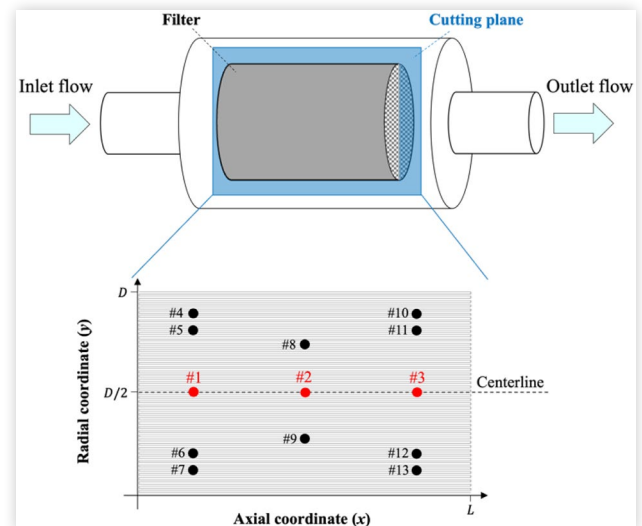 Filter
Cutting plane
Inlet flow
Outlet flow
D
#4
#10
#5
#11
#8
#1
#2
#3
Centerline
D/2
Radial coordinate (y)
#9
#6
#12
#7
#13
L
Axial coordinate (x)